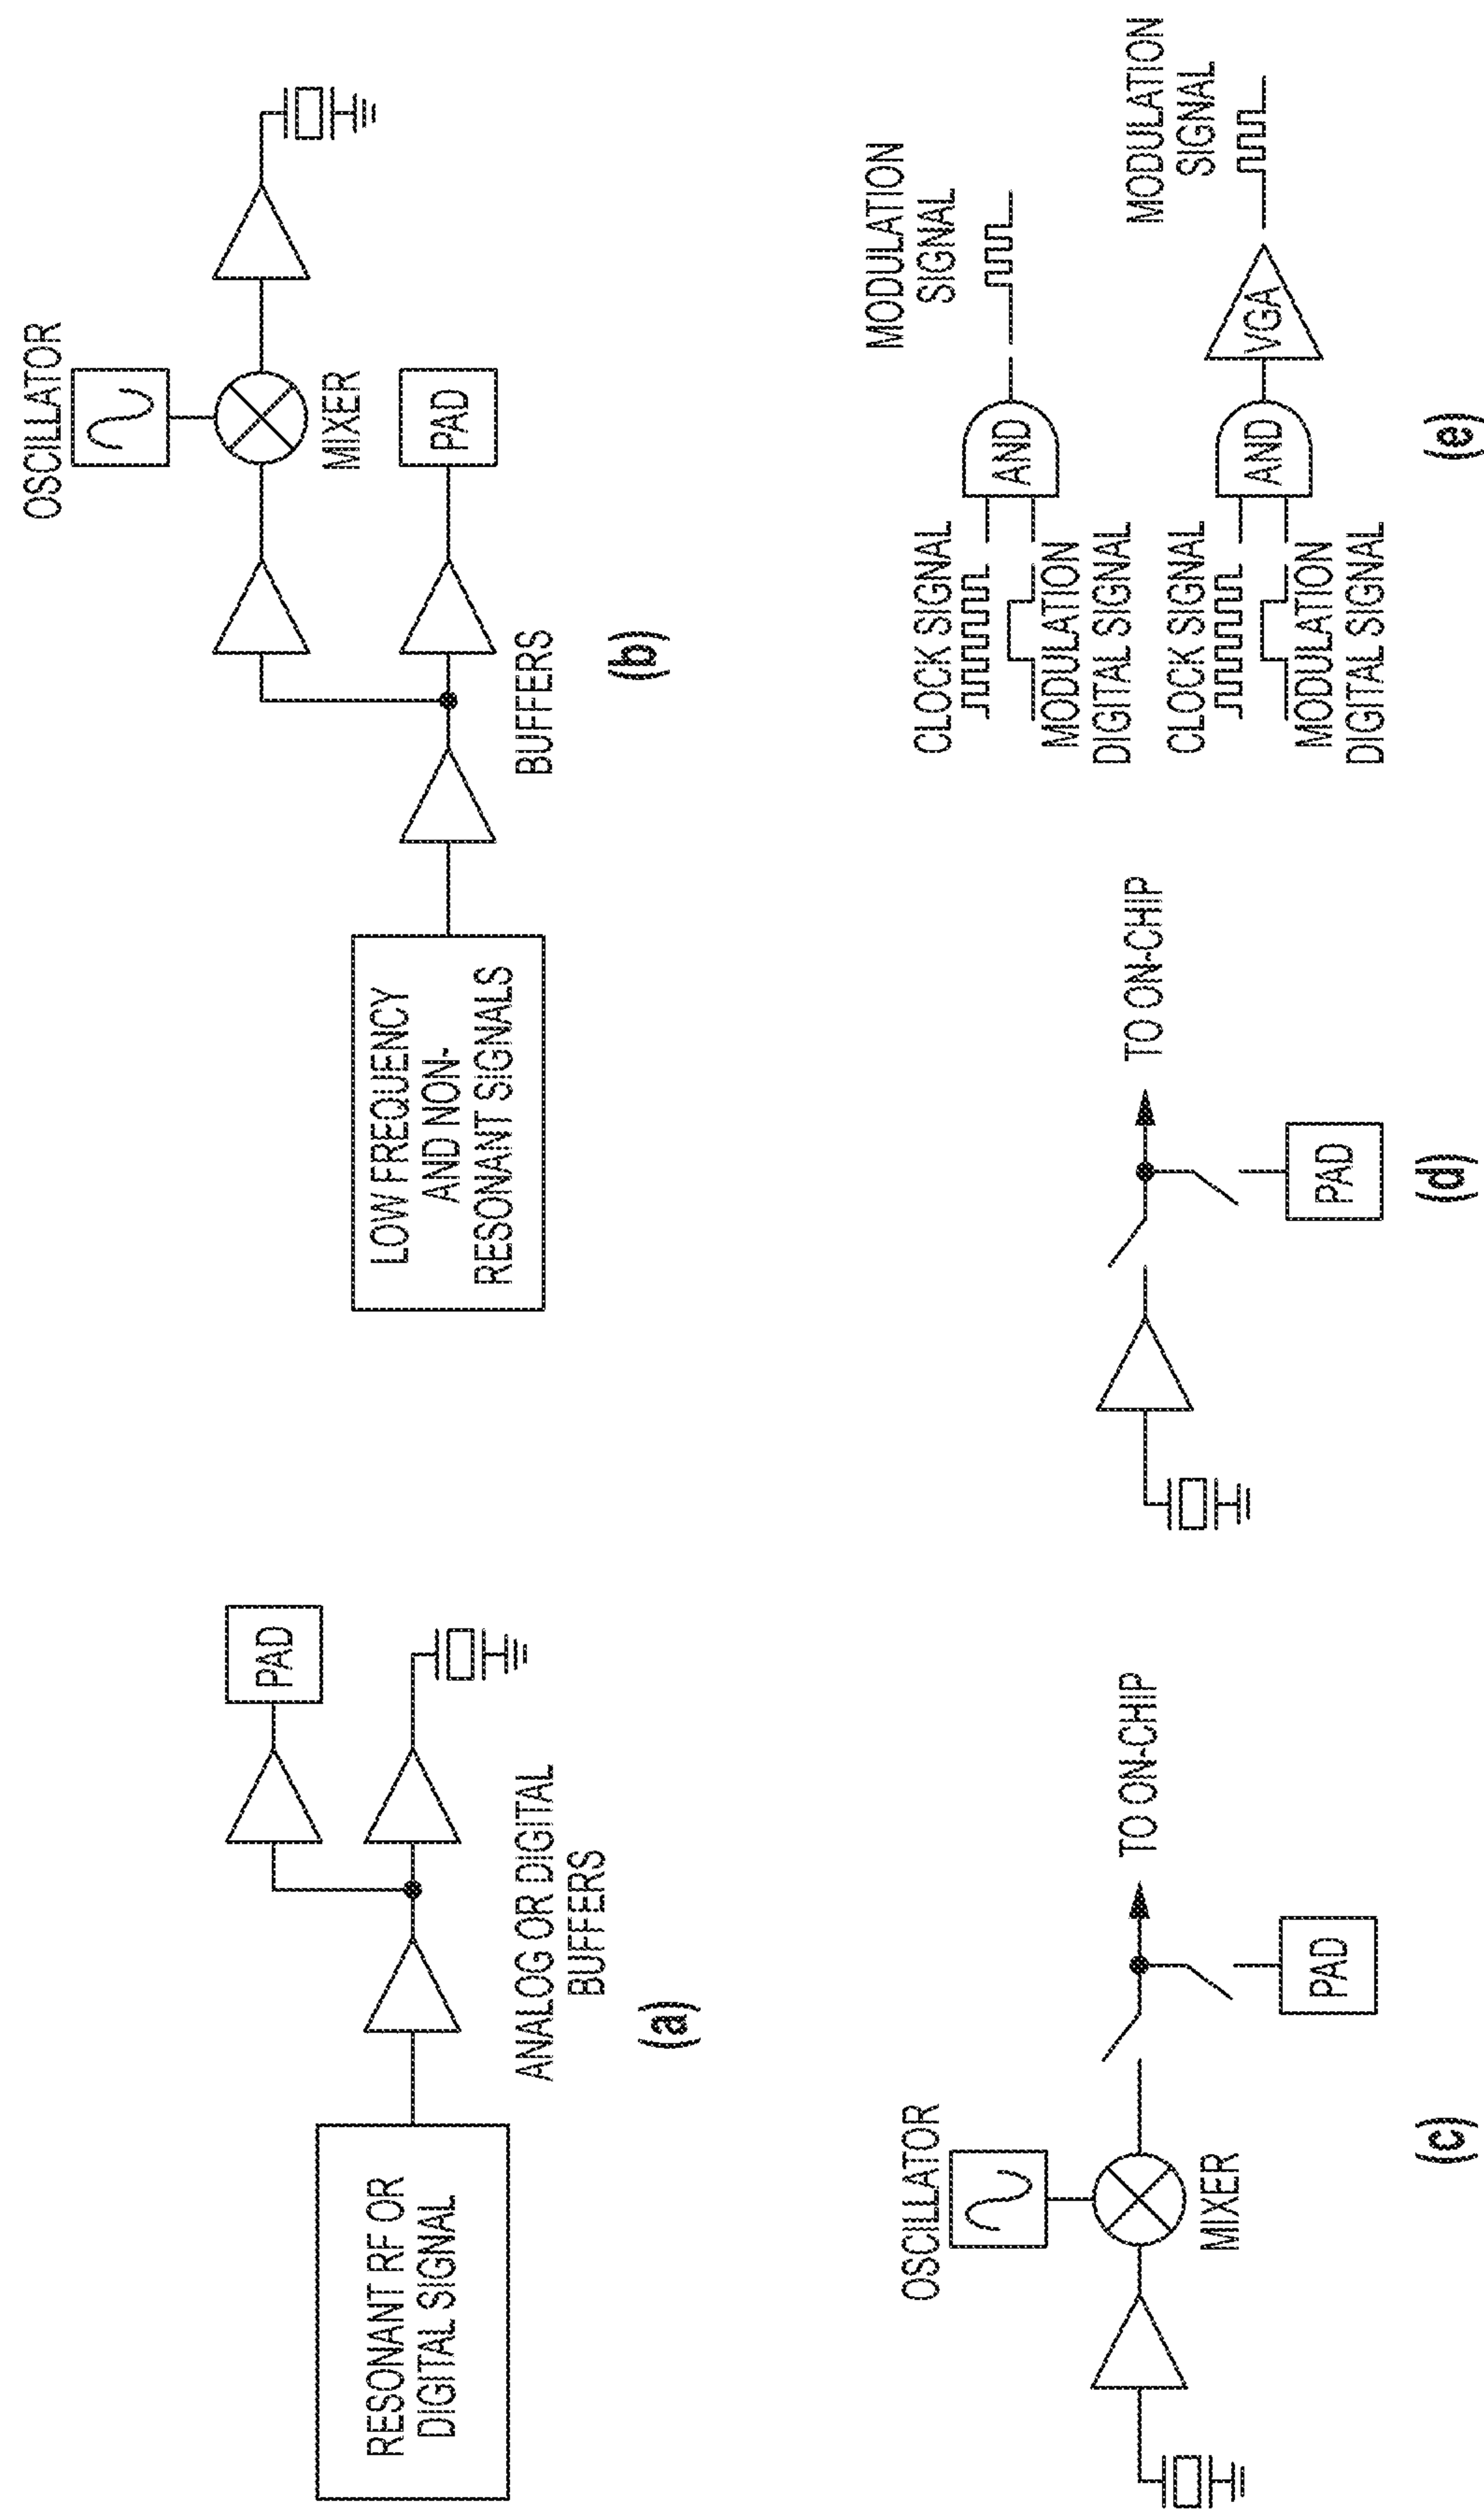 RESONANT RF OR
DIGITAL SIGNAL
PAD
ANALOG OR DIGITAL
BUFFERS
(a)
LOW FREQUENCY
AND NON-
RESONANT SIGNALS
OSCILLATOR
MIXER
PAD
BUFFERS
(b)
OSCILLATOR
MIXER
TO ON-CHIP
PAD
(c)
TO ON-CHIP
PAD
(d)
CLOCK SIGNAL
MODULATION
DIGITAL SIGNAL
AND
MODULATION
SIGNAL
CLOCK SIGNAL
MODULATION
DIGITAL SIGNAL
AND
VGA
MODULATION
SIGNAL
(e)